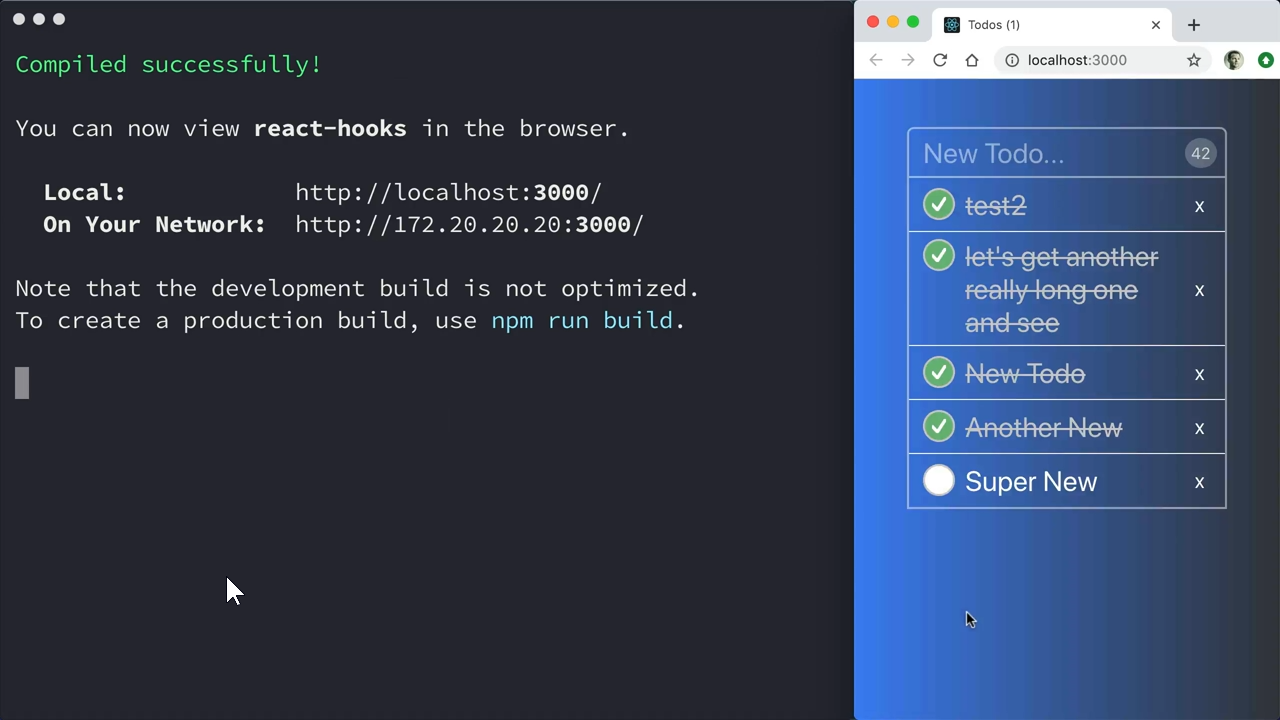 Compiled successfully!
You can now view react-hooks in the browser.
Local: http://localhost:3000/
On Your Network: http://172.20.20.20:3000/
Note that the development build is not optimized.
To create a production build, use npm run build.
Todos (1)
localhost:3000
New Todo...
42
test2
x
let's get another
really long one
x
and see
New Todo
x
Another New
x
Super New
x